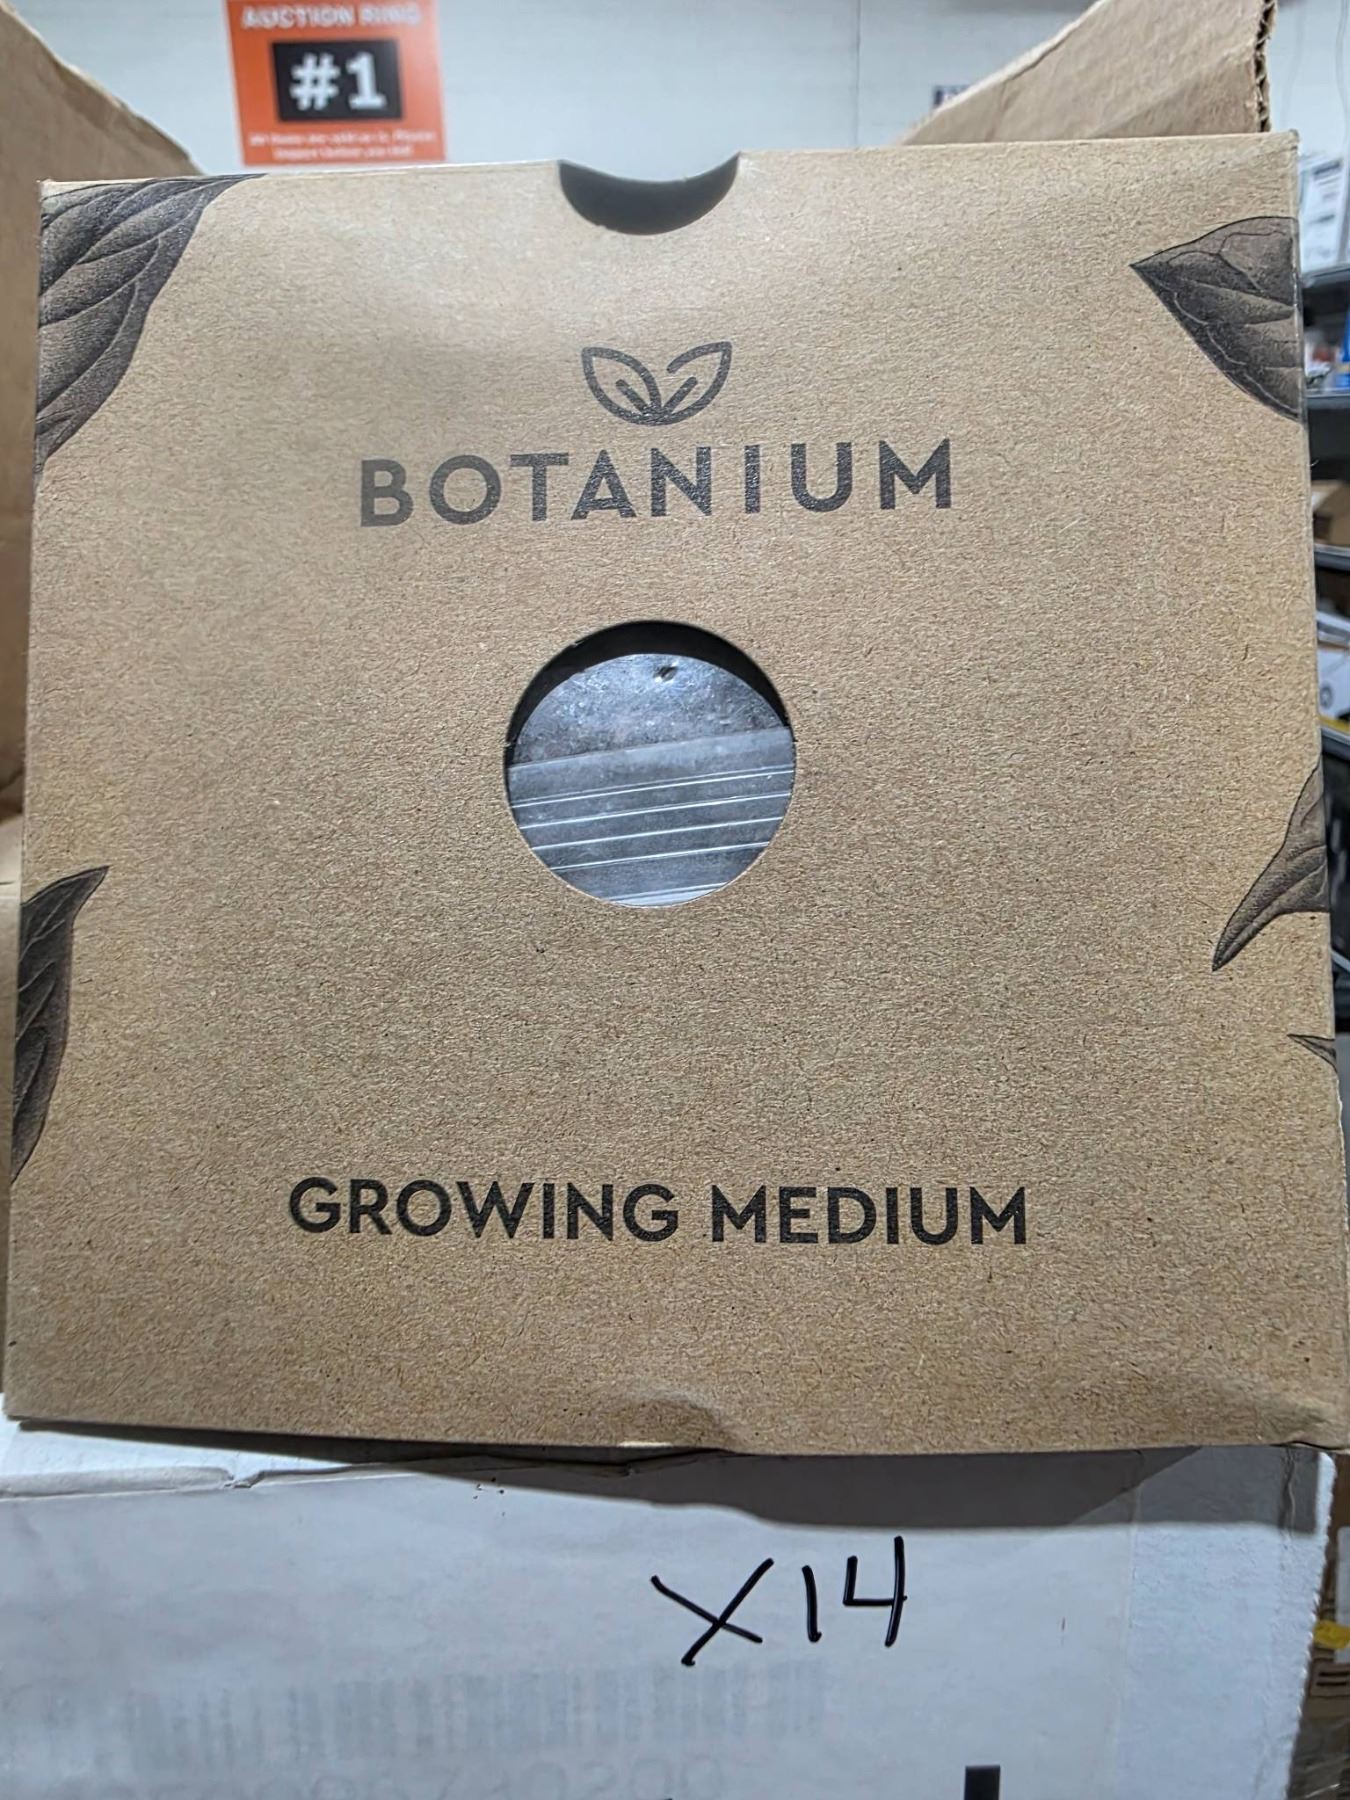 AUCTION RING
#1
BOTANIUM
GROWING MEDIUM
X14